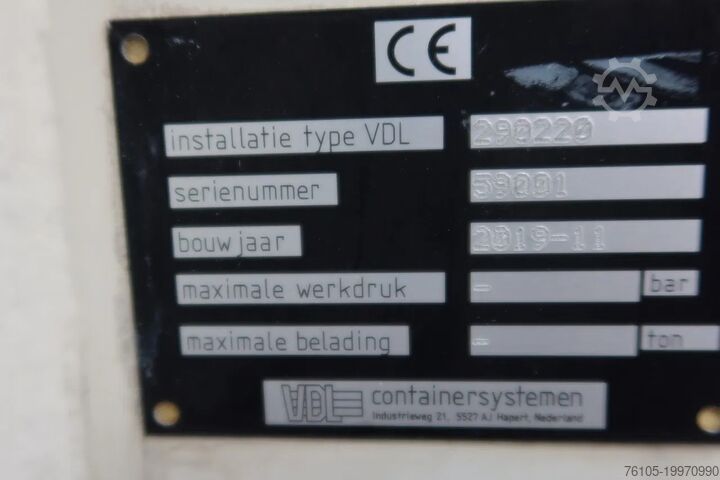 CE
installatie type VDL 290220
serienummer 59001
bouwjaar 2019-11
maximale werkdruk - bar
maximale belading - ton
VDL containersystemen
Industrieweg 21, 5527 AJ Hapert, Nederland
76105-19970990